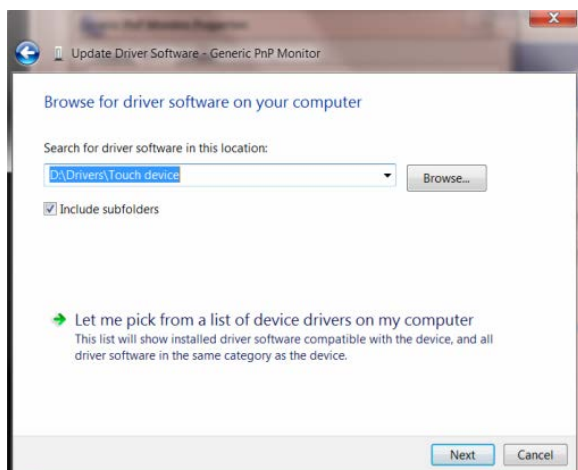 Update Driver Software - Generic PnP Monitor
Browse for driver software on your computer
Search for driver software in this location:
D:\Drivers\Touch device
Browse...
Include subfolders
Let me pick from a list of device drivers on my computer
This list will show installed driver software compatible with the device, and all
driver software in the same category as the device.
Next
Cancel